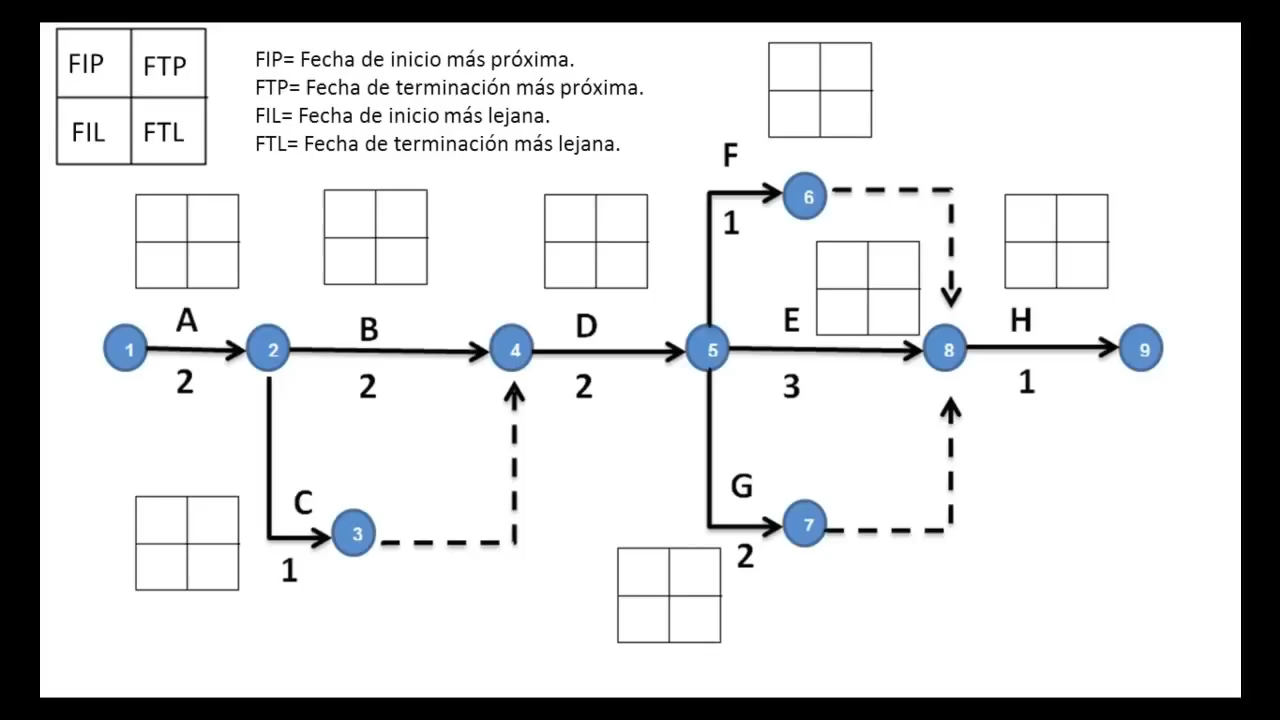 FIP FTP
FIL FTL
FIP= Fecha de inicio más próxima.
FTP= Fecha de terminación más próxima.
FIL= Fecha de inicio más lejana.
FTL= Fecha de terminación más lejana.
F
6
1
A
B
D
E
H
1
2
4
5
8
9
2
2
2
3
1
C
3
1
G
7
2